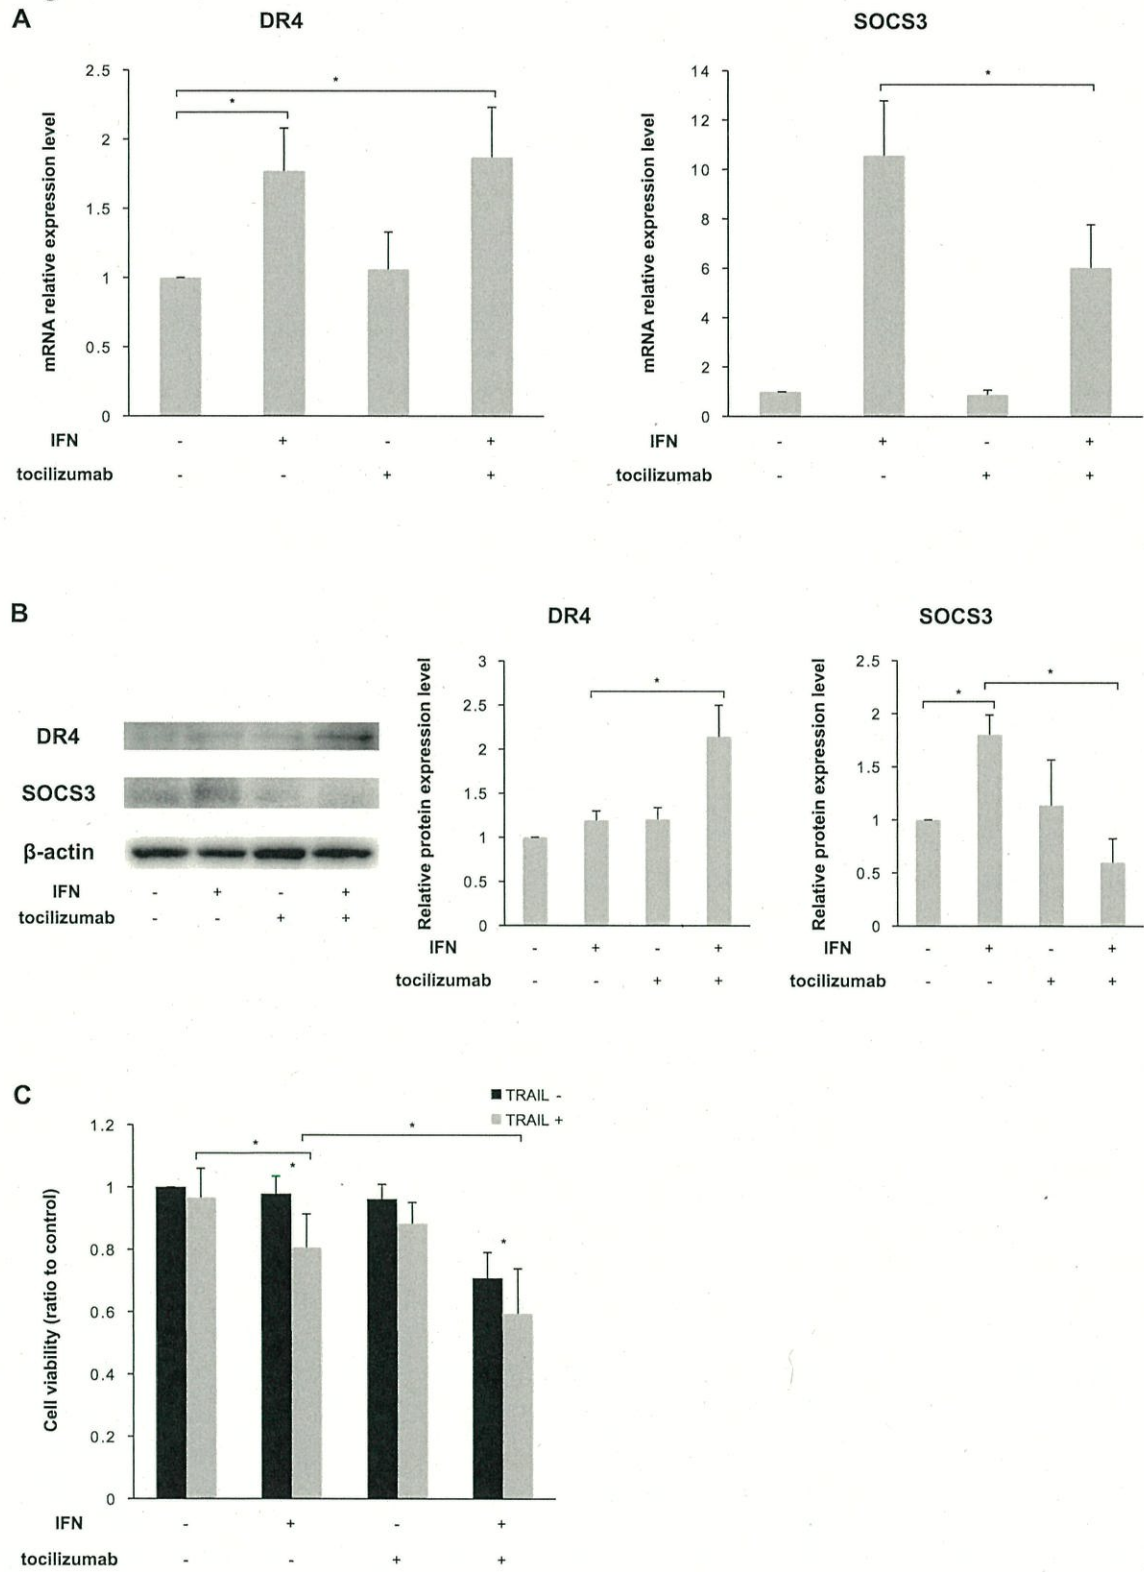 A
DR4
SOCS3
*
*
*
mRNA relative expression level
2.5
2
1.5
1
0.5
0
mRNA relative expression level
14
12
10
8
6
4
2
0
IFN - + - +
tocilizumab - - + +
IFN - + - +
tocilizumab - - + +
B
DR4
SOCS3
β-actin
IFN - + - +
tocilizumab - - + +
DR4
*
Relative protein expression level
3
2.5
2
1.5
1
0.5
0
IFN - + - +
tocilizumab - - + +
SOCS3
*
*
Relative protein expression level
2.5
2
1.5
1
0.5
0
IFN - + - +
tocilizumab - - + +
C
TRAIL -
TRAIL +
*
*
*
*
Cell viability (ratio to control)
1.2
1
0.8
0.6
0.4
0.2
0
IFN - + - +
tocilizumab - - + +